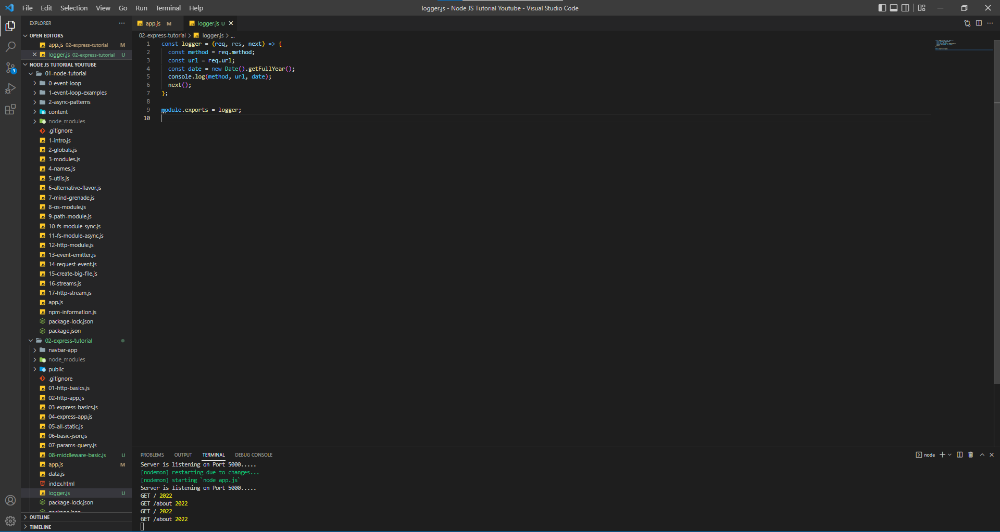 File Edit Selection View Go Run Terminal Help
logger.js - Node JS Tutorial Youtube - Visual Studio Code
EXPLORER
OPEN EDITORS
app.js 02-express-tutorial M
logger.js 02-express-tutorial U
NODE JS TUTORIAL YOUTUBE
01-node-tutorial
0-event-loop
1-event-loop-examples
2-async-patterns
content
node_modules
.gitignore
1-intro.js
2-globals.js
3-modules.js
4-names.js
5-utlis.js
6-alternative-flavor.js
7-mind-grenade.js
8-os-module.js
9-path-module.js
10-fs-module-sync.js
11-fs-module-async.js
12-http-module.js
13-event-emitter.js
14-request-event.js
15-create-big-file.js
16-streams.js
17-http-stream.js
app.js
npm-information.js
package-lock.json
package.json
02-express-tutorial
navbar-app
node_modules
public
.gitignore
01-http-basics.js
02-http-app.js
03-express-basics.js
04-express-app.js
05-all-static.js
06-basic-json.js
07-params-query.js
08-middleware-basic.js U
app.js M
data.js
index.html
logger.js U
package-lock.json
package.json
OUTLINE
TIMELINE
3
app.js M
logger.js U
02-express-tutorial > logger.js > ...
1 const logger = (req, res, next) => {
2 const method = req.method;
3 const url = req.url;
4 const date = new Date().getFullYear();
5 console.log(method, url, date);
6 next();
7 };
8
9 module.exports = logger;
10
PROBLEMS OUTPUT TERMINAL DEBUG CONSOLE
node
Server is listening on Port 5000.....
[nodemon] restarting due to changes...
[nodemon] starting `node app.js`
Server is listening on Port 5000.....
GET / 2022
GET /about 2022
GET / 2022
GET /about 2022